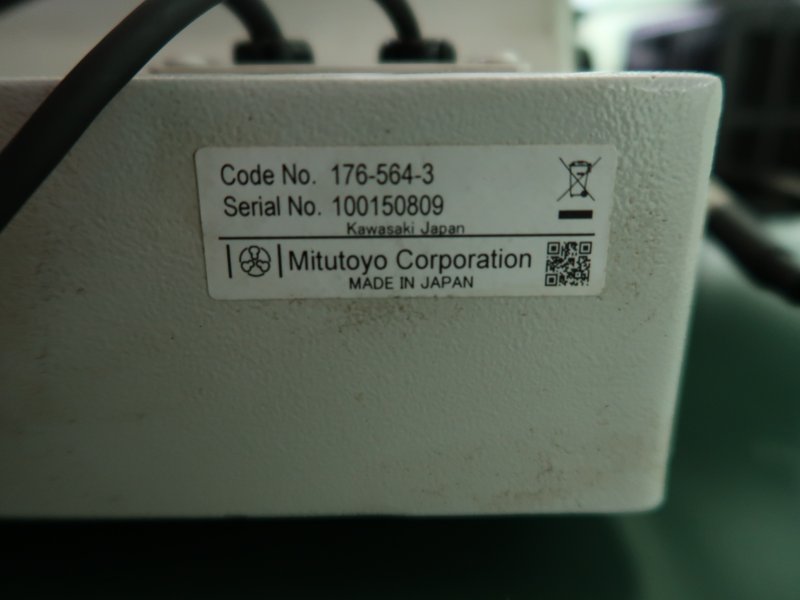 Code No. 176-564-3
Serial No. 100150809
Kawasaki Japan
Mitutoyo Corporation
MADE IN JAPAN